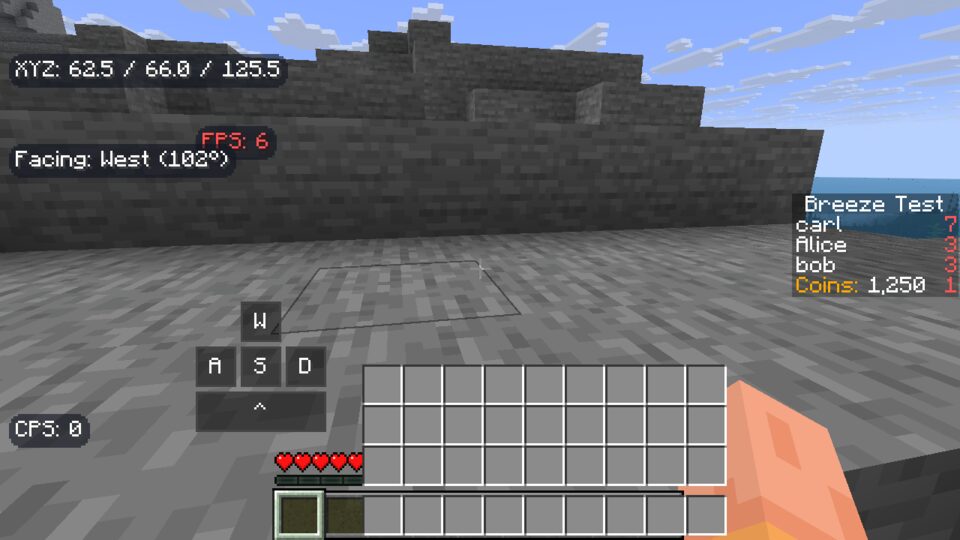 XYZ: 62.5 / 66.0 / 125.5
FPS: 6
Facing: West (102°)
Breeze Test
carl 7
Alice 3
bob 3
Coins: 1,250 1
W
A S D
^
CPS: 0